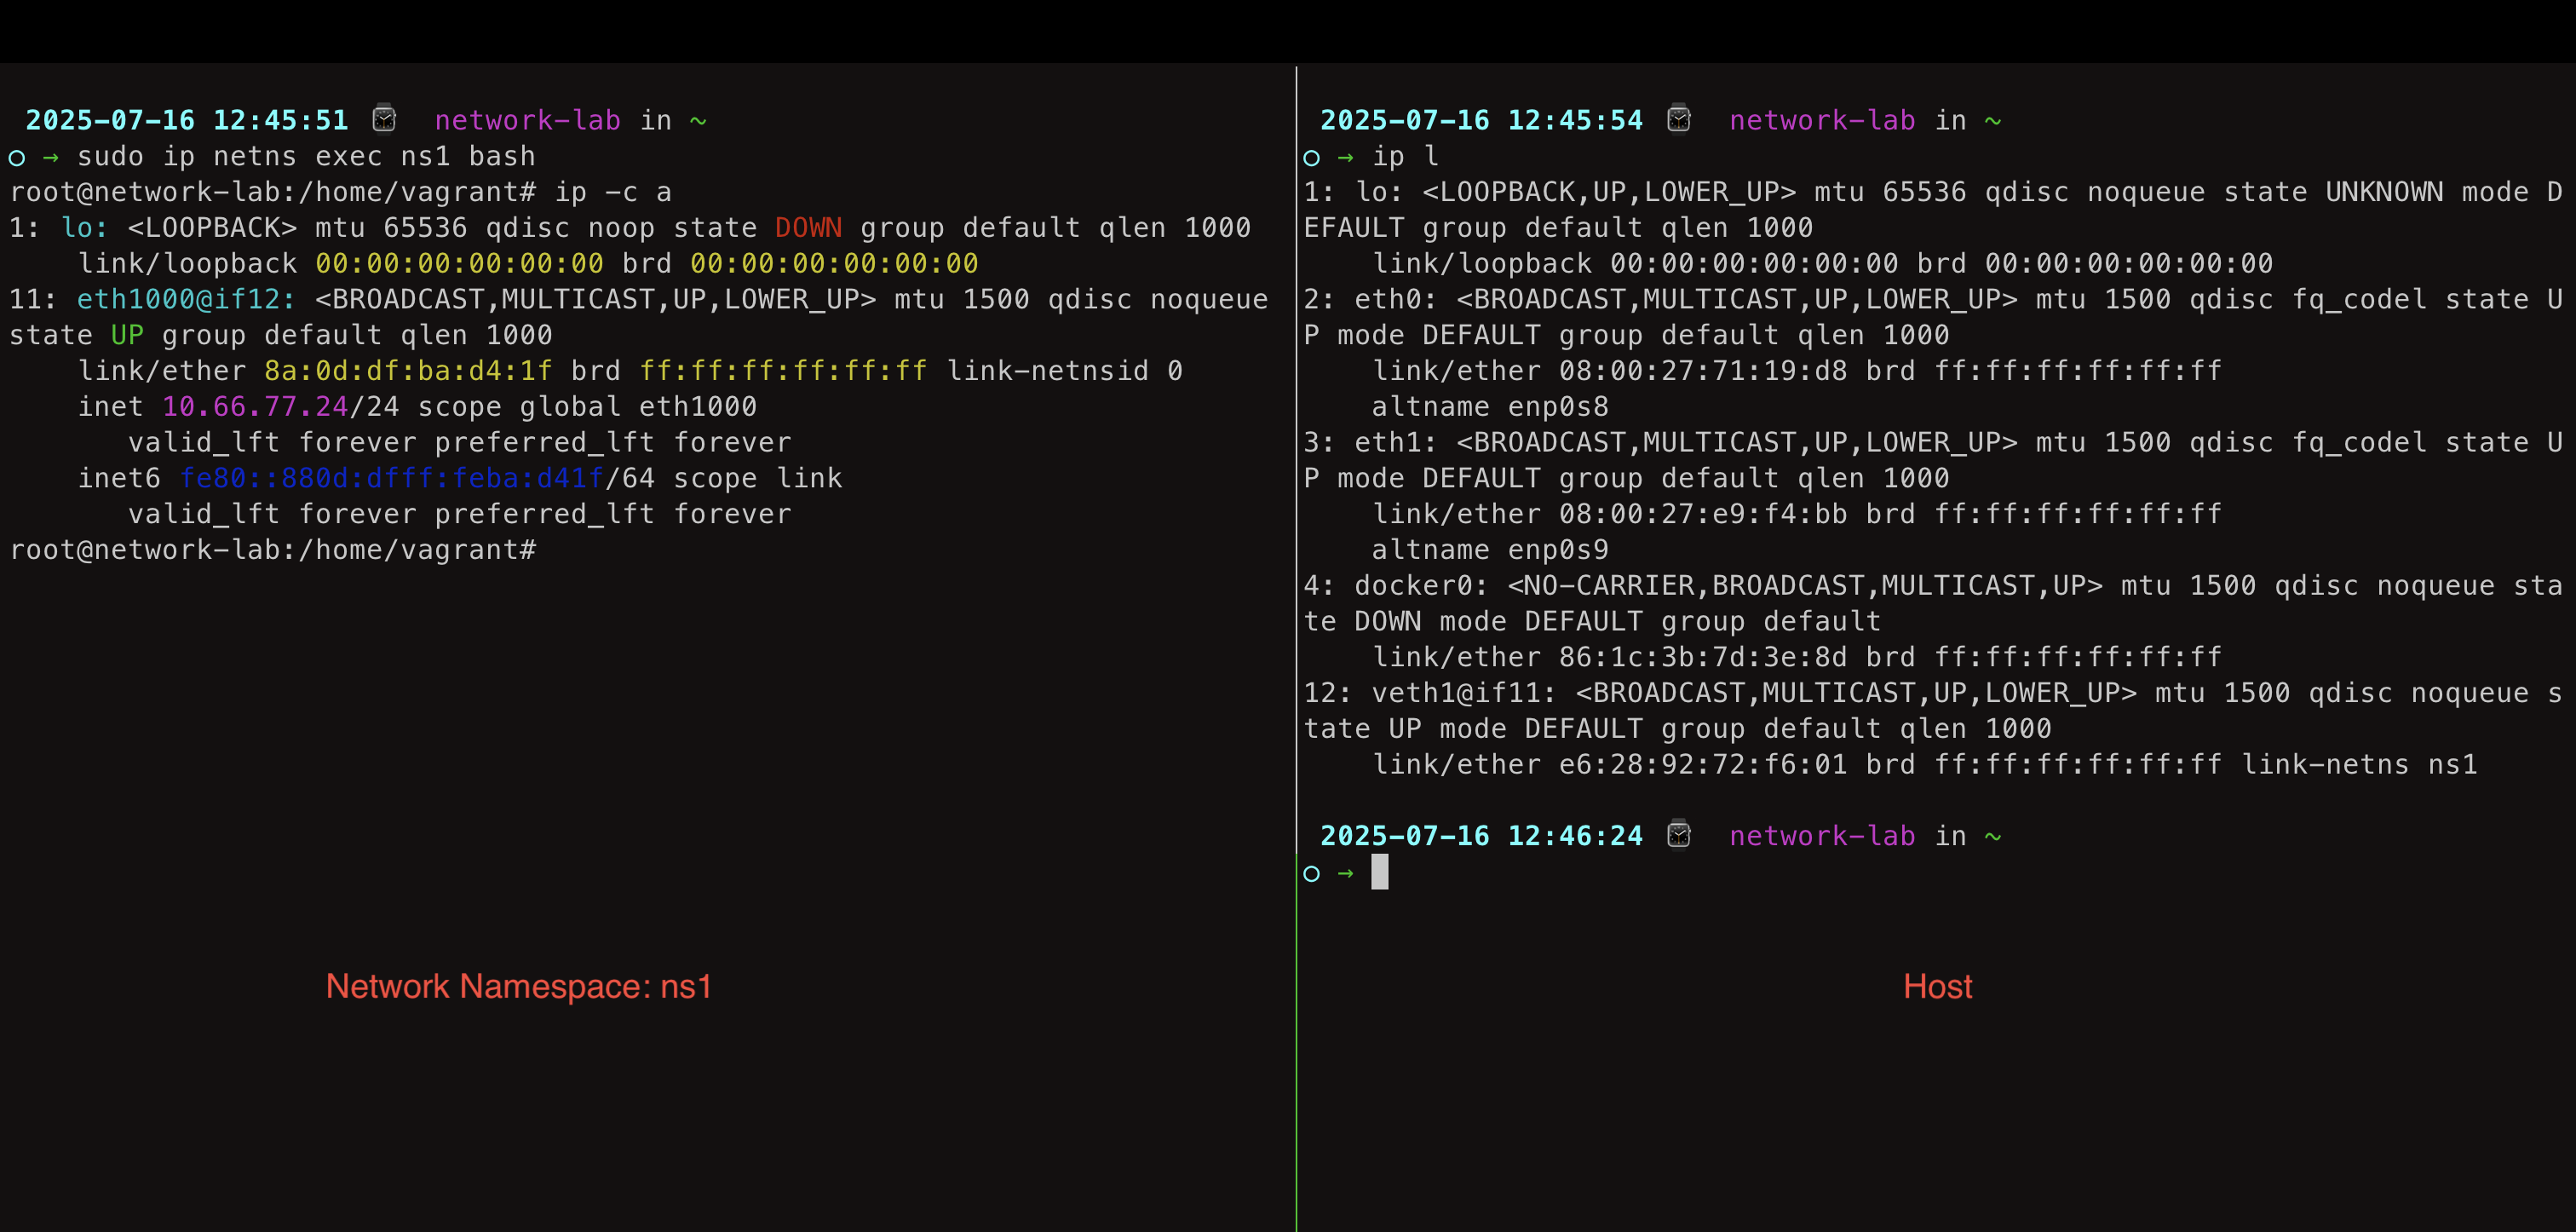 2025-07-16 12:45:51 ⌚ network-lab in ~
○ → sudo ip netns exec ns1 bash
root@network-lab:/home/vagrant# ip -c a
1: lo: <LOOPBACK> mtu 65536 qdisc noop state DOWN group default qlen 1000
    link/loopback 00:00:00:00:00:00 brd 00:00:00:00:00:00
11: eth1000@if12: <BROADCAST,MULTICAST,UP,LOWER_UP> mtu 1500 qdisc noqueue
state UP group default qlen 1000
    link/ether 8a:0d:df:ba:d4:1f brd ff:ff:ff:ff:ff:ff link-netnsid 0
    inet 10.66.77.24/24 scope global eth1000
       valid_lft forever preferred_lft forever
    inet6 fe80::880d:dfff:feba:d41f/64 scope link
       valid_lft forever preferred_lft forever
root@network-lab:/home/vagrant#
Network Namespace: ns1
2025-07-16 12:45:54 ⌚ network-lab in ~
○ → ip l
1: lo: <LOOPBACK,UP,LOWER_UP> mtu 65536 qdisc noqueue state UNKNOWN mode D
EFAULT group default qlen 1000
    link/loopback 00:00:00:00:00:00 brd 00:00:00:00:00:00
2: eth0: <BROADCAST,MULTICAST,UP,LOWER_UP> mtu 1500 qdisc fq_codel state U
P mode DEFAULT group default qlen 1000
    link/ether 08:00:27:71:19:d8 brd ff:ff:ff:ff:ff:ff
    altname enp0s8
3: eth1: <BROADCAST,MULTICAST,UP,LOWER_UP> mtu 1500 qdisc fq_codel state U
P mode DEFAULT group default qlen 1000
    link/ether 08:00:27:e9:f4:bb brd ff:ff:ff:ff:ff:ff
    altname enp0s9
4: docker0: <NO-CARRIER,BROADCAST,MULTICAST,UP> mtu 1500 qdisc noqueue sta
te DOWN mode DEFAULT group default
    link/ether 86:1c:3b:7d:3e:8d brd ff:ff:ff:ff:ff:ff
12: veth1@if11: <BROADCAST,MULTICAST,UP,LOWER_UP> mtu 1500 qdisc noqueue s
tate UP mode DEFAULT group default qlen 1000
    link/ether e6:28:92:72:f6:01 brd ff:ff:ff:ff:ff:ff link-netns ns1
2025-07-16 12:46:24 ⌚ network-lab in ~
○ →
Host